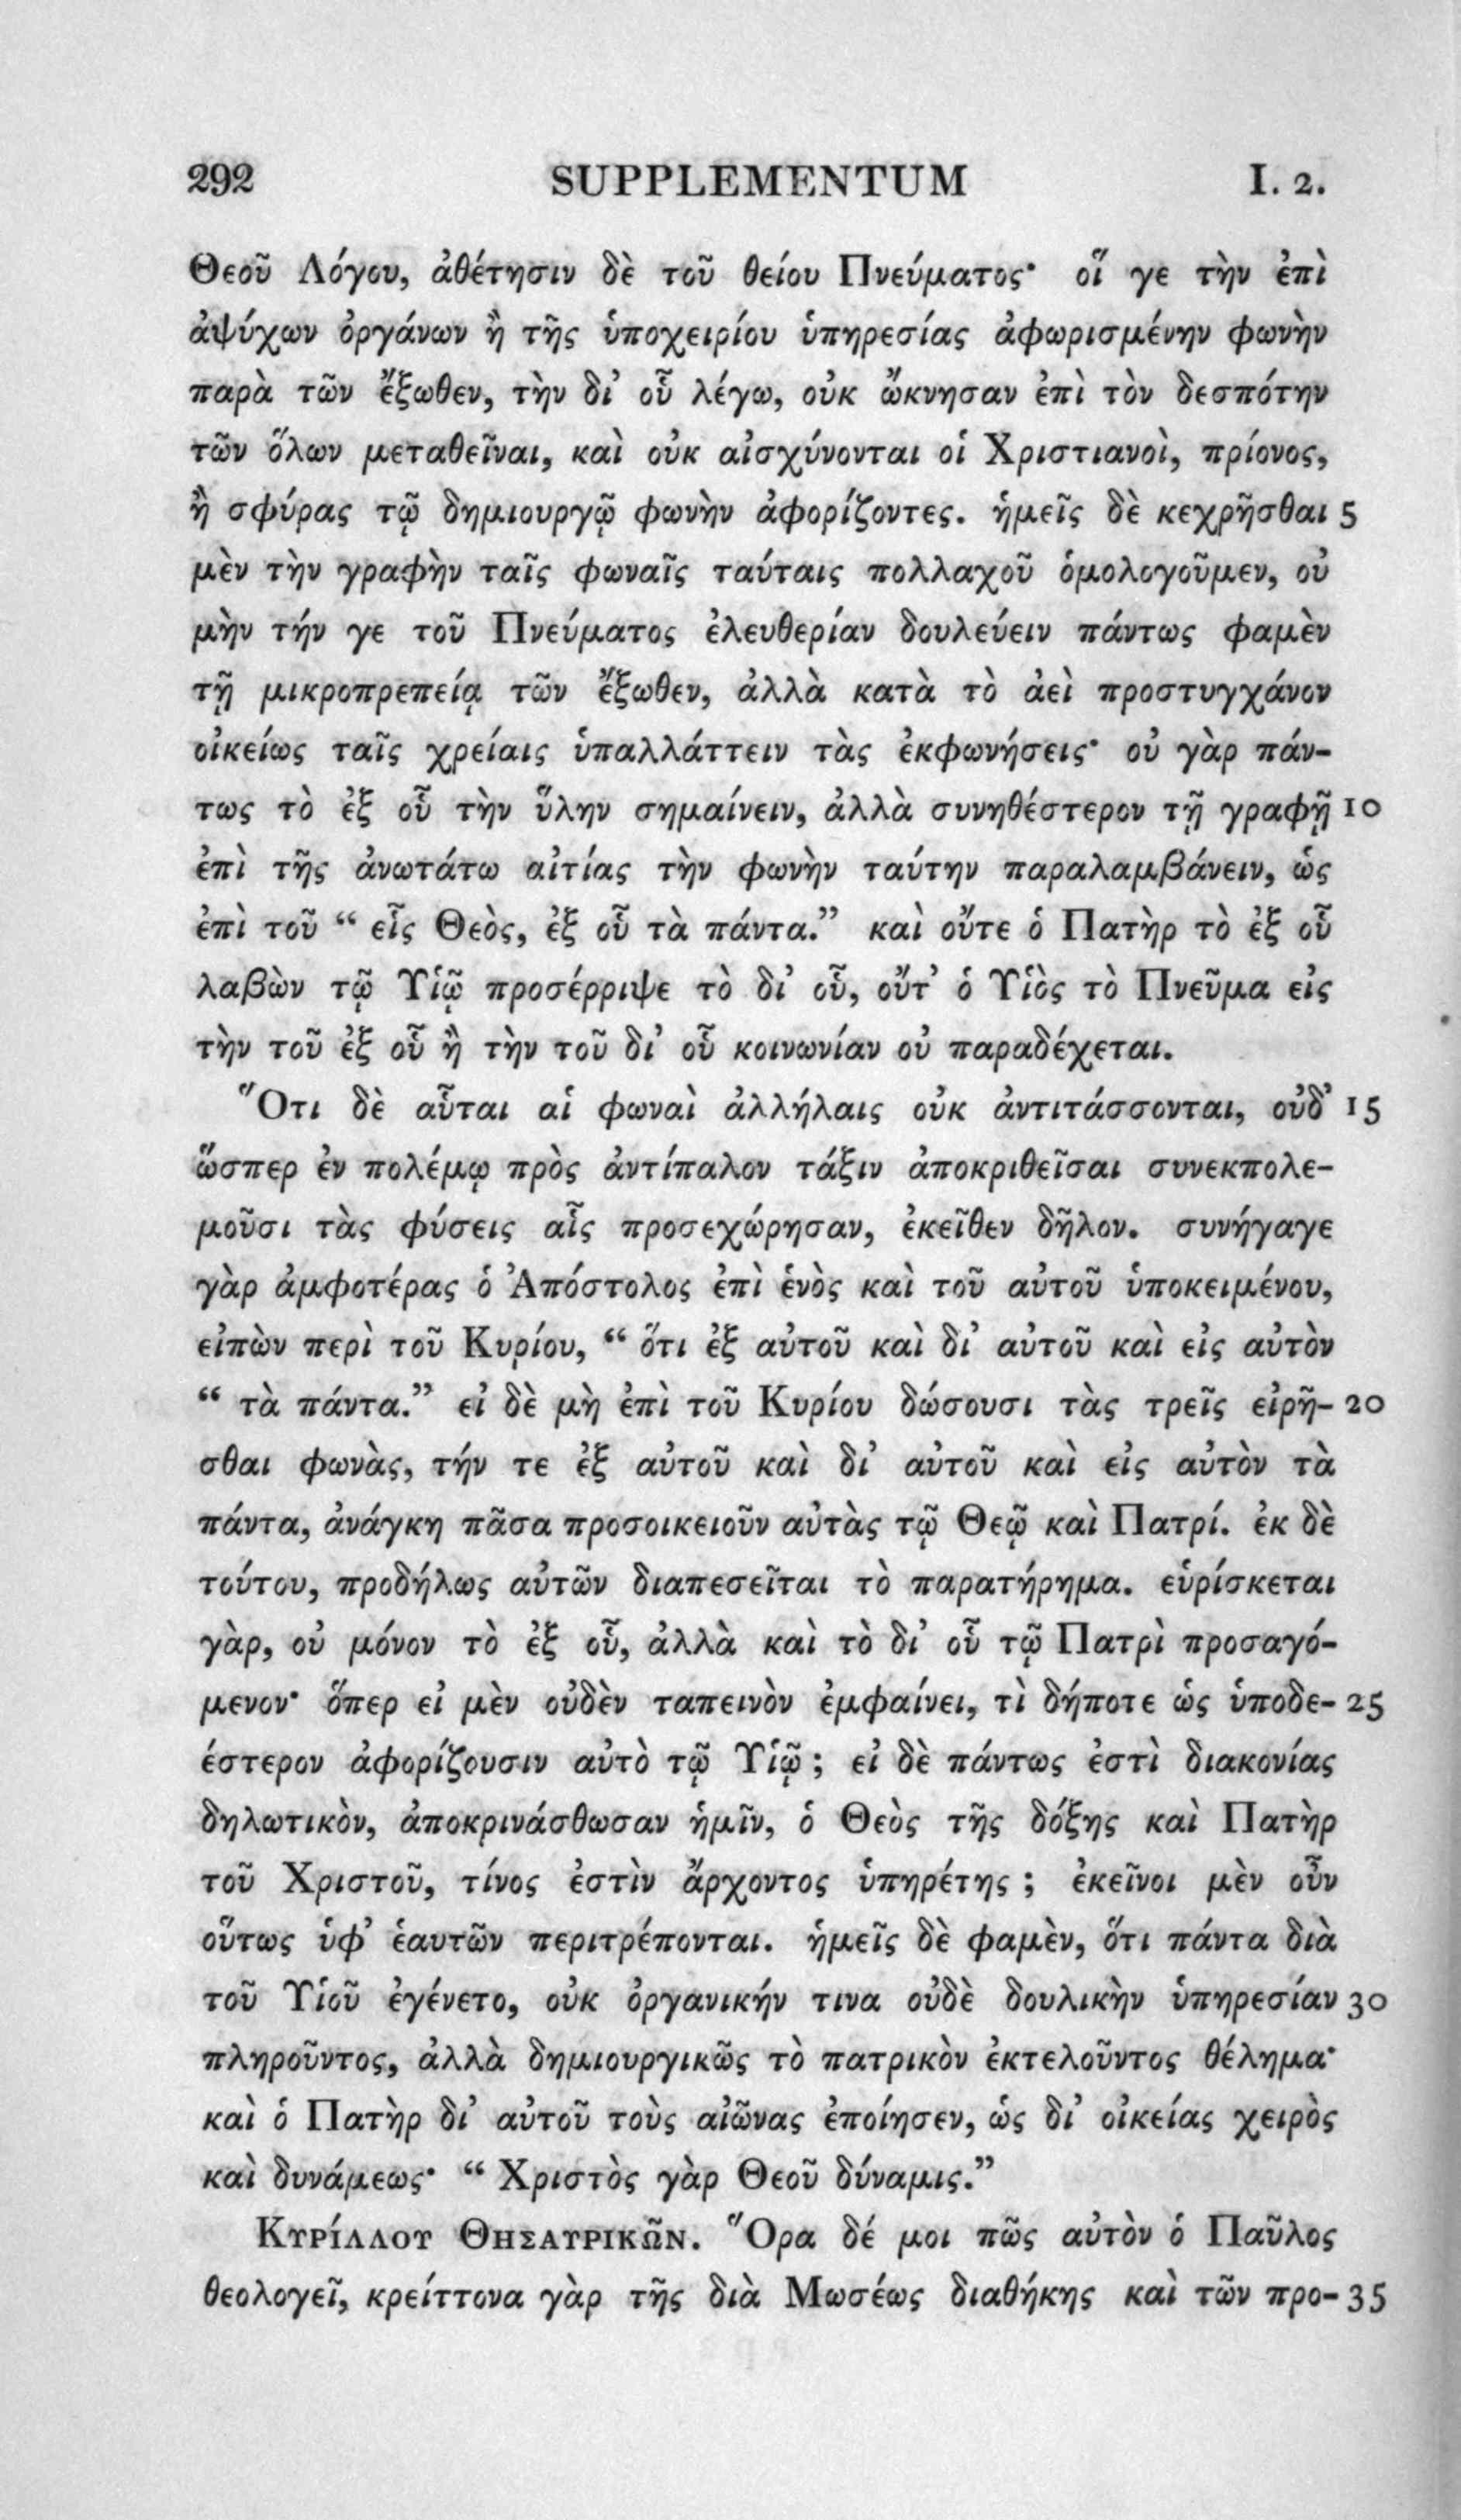 292 SUPPLEMENTUM I. 2.
Θεοῦ Λόγου, ἀθέτησιν δὲ τοῦ θείου Πνεύματος· οἵ γε τὴν ἐπὶ
ἀψύχων ὀργάνων ἢ τῆς ὑποχειρίου ὑπηρεσίας ἀφωρισμένην φωνὴν
παρὰ τῶν ἔξωθεν, τὴν δι’ οὗ λέγω, οὐκ ὤκνησαν ἐπὶ τὸν δεσπότην
τῶν ὅλων μεταθεῖναι, καὶ οὐκ αἰσχύνονται οἱ Χριστιανοὶ, πρίονος,
ἢ σφύρας τῷ δημιουργῷ φωνὴν ἀφορίζοντες. ἡμεῖς δὲ κεχρῆσθαι 5
μὲν τὴν γραφὴν ταῖς φωναῖς ταύταις πολλαχοῦ ὁμολογοῦμεν, οὐ
μὴν τήν γε τοῦ Πνεύματος ἐλευθερίαν δουλεύειν πάντως φαμὲν
τῇ μικροπρεπείᾳ τῶν ἔξωθεν, ἀλλὰ κατὰ τὸ ἀεὶ προστυγχάνον
οἰκείως ταῖς χρείαις ὑπαλλάττειν τὰς ἐκφωνήσεις· οὐ γὰρ πάν-
τως τὸ ἐξ οὗ τὴν ὕλην σημαίνειν, ἀλλὰ συνηθέστερον τῇ γραφῇ 10
ἐπὶ τῆς ἀνωτάτω αἰτίας τὴν φωνὴν ταύτην παραλαμβάνειν, ὡς
ἐπὶ τοῦ “ εἷς Θεὸς, ἐξ οὗ τὰ πάντα.” καὶ οὔτε ὁ Πατὴρ τὸ ἐξ οὗ
λαβὼν τῷ Υἱῷ προσέρριψε τὸ δι’ οὗ, οὔτ’ ὁ Υἱὸς τὸ Πνεῦμα εἰς
τὴν τοῦ ἐξ οὗ ἢ τὴν τοῦ δι’ οὗ κοινωνίαν οὐ παραδέχεται.
Ὅτι δὲ αὗται αἱ φωναὶ ἀλλήλαις οὐκ ἀντιτάσσονται, οὐδ’ 15
ὥσπερ ἐν πολέμῳ πρὸς ἀντίπαλον τάξιν ἀποκριθεῖσαι συνεκπολε-
μοῦσι τὰς φύσεις αἷς προσεχώρησαν, ἐκεῖθεν δῆλον. συνήγαγε
γὰρ ἀμφοτέρας ὁ Ἀπόστολος ἐπὶ ἑνὸς καὶ τοῦ αὐτοῦ ὑποκειμένου,
εἰπὼν περὶ τοῦ Κυρίου, “ ὅτι ἐξ αὐτοῦ καὶ δι’ αὐτοῦ καὶ εἰς αὐτὸν
“ τὰ πάντα.” εἰ δὲ μὴ ἐπὶ τοῦ Κυρίου δώσουσι τὰς τρεῖς εἰρῆ- 20
σθαι φωνὰς, τήν τε ἐξ αὐτοῦ καὶ δι’ αὐτοῦ καὶ εἰς αὐτὸν τὰ
πάντα, ἀνάγκη πᾶσα προσοικειοῦν αὐτὰς τῷ Θεῷ καὶ Πατρί. ἐκ δὲ
τούτου, προδήλως αὐτῶν διαπεσεῖται τὸ παρατήρημα. εὑρίσκεται
γὰρ, οὐ μόνον τὸ ἐξ οὗ, ἀλλὰ καὶ τὸ δι’ οὗ τῷ Πατρὶ προσαγό-
μενον· ὅπερ εἰ μὲν οὐδὲν ταπεινὸν ἐμφαίνει, τὶ δήποτε ὡς ὑποδε- 25
έστερον ἀφορίζουσιν αὐτὸ τῷ Υἱῷ ; εἰ δὲ πάντως ἐστὶ διακονίας
δηλωτικὸν, ἀποκρινάσθωσαν ἡμῖν, ὁ Θεὸς τῆς δόξης καὶ Πατὴρ
τοῦ Χριστοῦ, τίνος ἐστὶν ἄρχοντος ὑπηρέτης ; ἐκεῖνοι μὲν οὖν
οὕτως ὑφ’ ἑαυτῶν περιτρέπονται. ἡμεῖς δὲ φαμὲν, ὅτι πάντα διὰ
τοῦ Υἱοῦ ἐγένετο, οὐκ ὀργανικήν τινα οὐδὲ δουλικὴν ὑπηρεσίαν 30
πληροῦντος, ἀλλὰ δημιουργικῶς τὸ πατρικὸν ἐκτελοῦντος θέλημα·
καὶ ὁ Πατὴρ δι’ αὐτοῦ τοὺς αἰῶνας ἐποίησεν, ὡς δι’ οἰκείας χειρὸς
καὶ δυνάμεως· “ Χριστὸς γὰρ Θεοῦ δύναμις.”
ΚΥΡΊΛΛΟΥ ΘΗΣΑΥΡΙΚΩ͂Ν. Ὅρα δέ μοι πῶς αὐτὸν ὁ Παῦλος
θεολογεῖ, κρείττονα γὰρ τῆς διὰ Μωσέως διαθήκης καὶ τῶν προ- 35